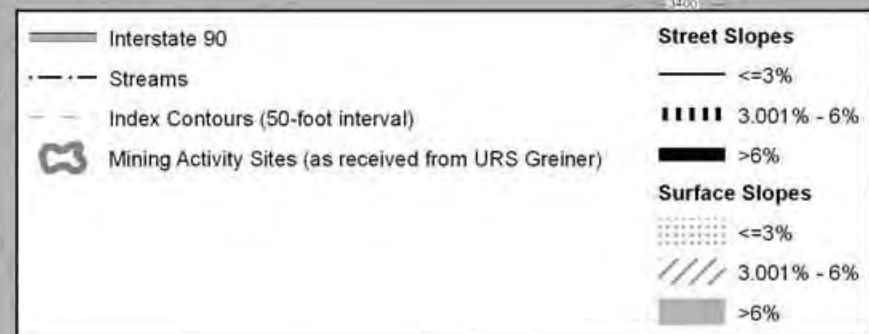 3400
Interstate 90
Streams
Index Contours (50-foot interval)
Mining Activity Sites (as received from URS Greiner)
Street Slopes
<=3%
3.001% - 6%
>6%
Surface Slopes
<=3%
3.001% - 6%
>6%